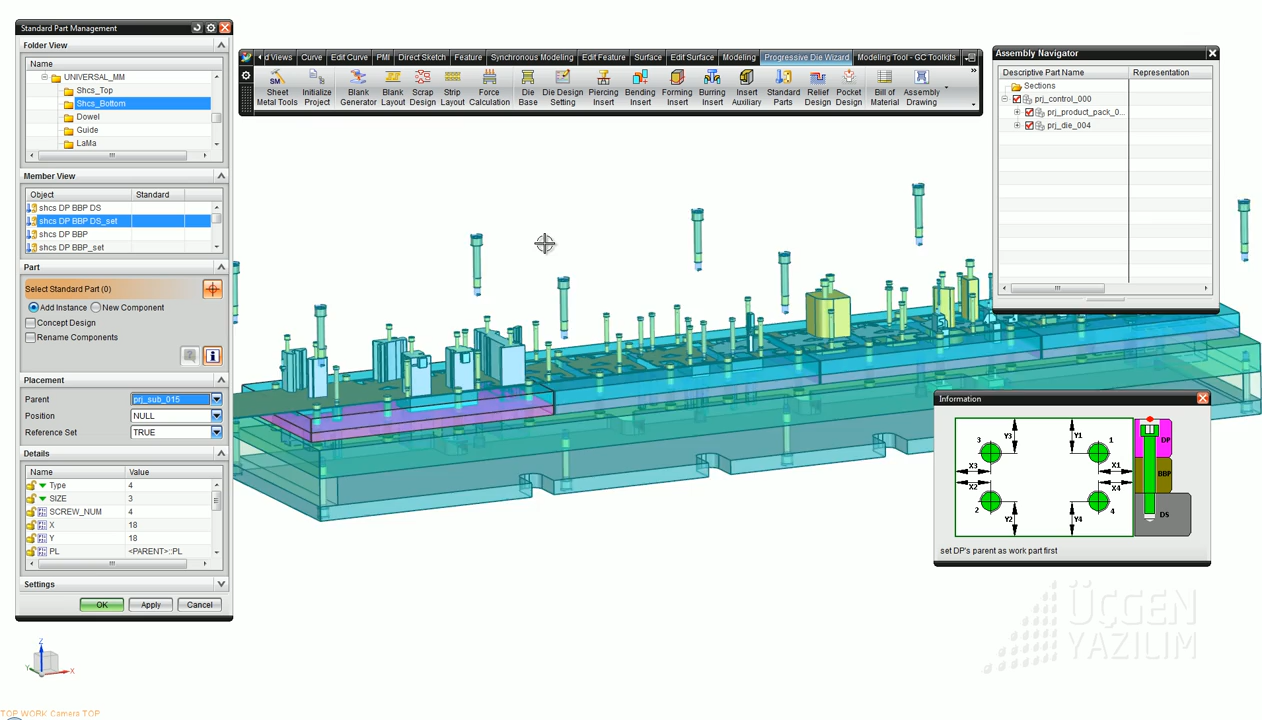 Standard Part Management
Folder View
Name
UNIVERSAL_MM
Shcs_Top
Shcs_Bottom
Dowel
Guide
LaMa
Member View
Object Standard
shcs DP BBP DS
shcs DP BBP DS_set
shcs DP BBP
shcs DP BBP_set
Part
Select Standard Part (0)
Add Instance New Component
Concept Design
Rename Components
Placement
Parent prj_sub_015
Position NULL
Reference Set TRUE
Details
Name Value
Type 4
SIZE 3
SCREW_NUM 4
X 18
Y 18
PL <PARENT>::PL
Settings
OK Apply Cancel
d Views Curve Edit Curve PMI Direct Sketch Feature Synchronous Modeling Edit Feature Surface Edit Surface Modeling Progressive Die Wizard Modeling Tool - GC Toolkits
Sheet Metal Tools
Initialize Project
Blank Generator
Blank Layout
Scrap Design
Strip Layout
Force Calculation
Die Base
Die Design Setting
Piercing Insert
Bending Insert
Forming Insert
Burring Insert
Insert Auxiliary
Standard Parts
Relief Design
Pocket Design
Bill of Material
Assembly Drawing
Assembly Navigator
Descriptive Part Name Representation
Sections
prj_control_000
prj_product_pack_0...
prj_die_004
Information
3 Y3 Y1 1 DP
X3 X1
X2 X4 BBP
2 Y2 Y4 4 DS
set DP's parent as work part first
ÜÇGEN
YAZILIM
Z
Y X
TOP WORK Camera TOP